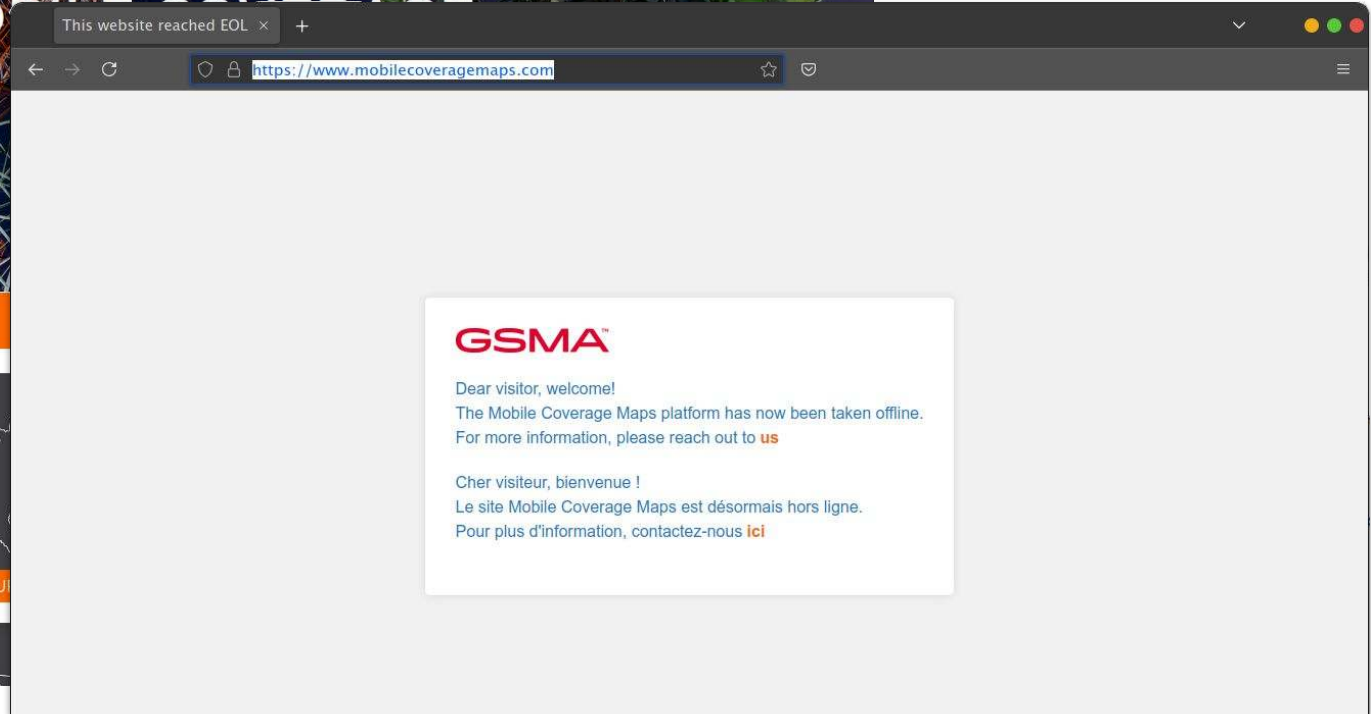 This website reached EOL
https://www.mobilecoveragemaps.com
GSMA™
Dear visitor, welcome!
The Mobile Coverage Maps platform has now been taken offline.
For more information, please reach out to us
Cher visiteur, bienvenue !
Le site Mobile Coverage Maps est désormais hors ligne.
Pour plus d'information, contactez-nous ici